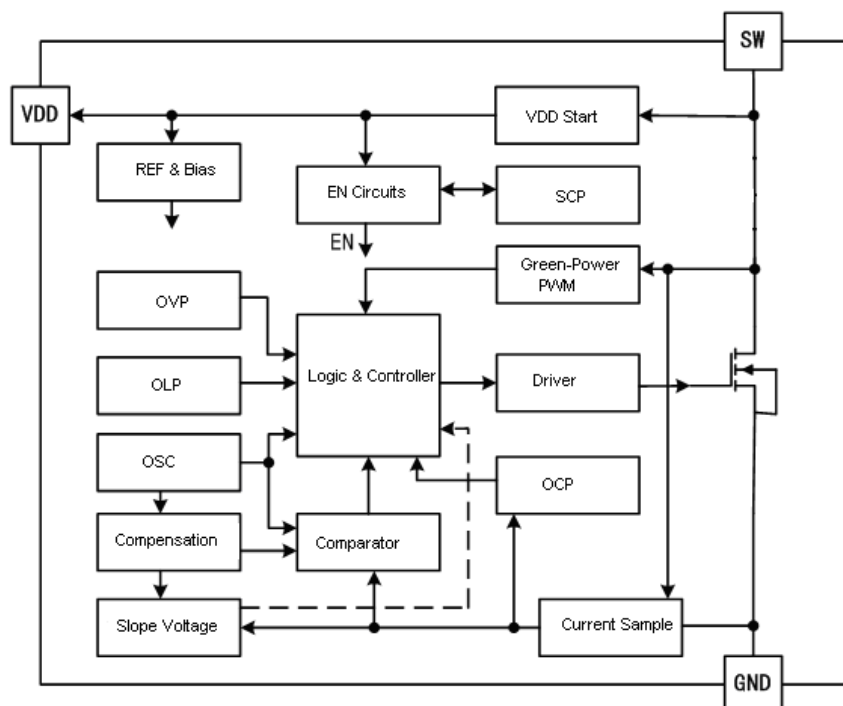 SW
VDD
VDD Start
REF & Bias
EN Circuits
SCP
EN
Green-Power
PWM
OVP
Logic & Controller
OLP
Driver
OSC
OCP
Compensation
Comparator
Slope Voltage
Current Sample
GND